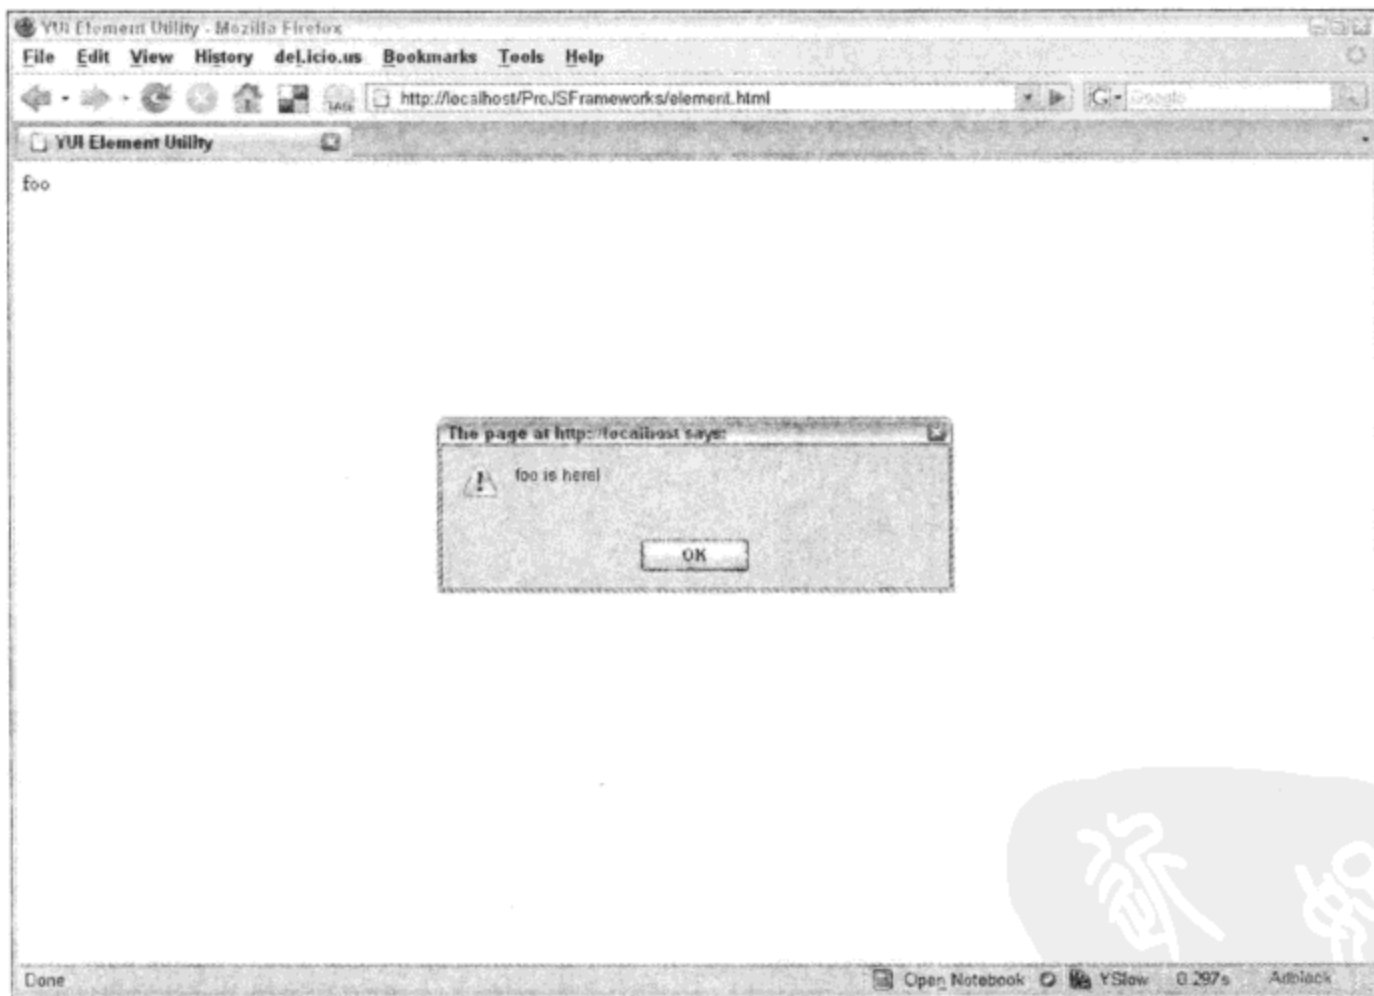 YUI Element Utility - Mozilla Firefox
File Edit View History del.icio.us Bookmarks Tools Help
http://localhost/ProJSFrameworks/element.html
G Google
YUI Element Utility
foo
The page at http://localhost says:
foo is here!
OK
Done
Open Notebook YSlow 0.297s Adblock